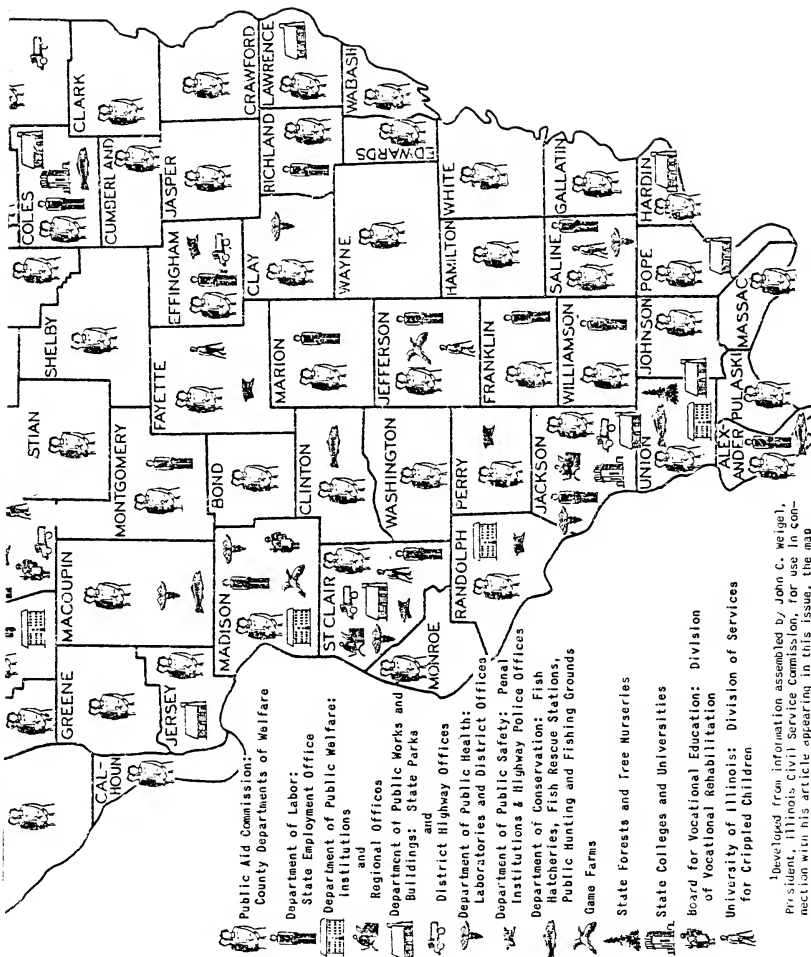 COLES
CLARK
CUMBERLAND
SHELBY
STIAN
MACOUPIN
GREENE
CAL-
HOUN
JERSEY
MONTGOMERY
FAYETTE
EFFINGHAM
JASPER
CRAWFORD
MADISON
BOND
CLINTON
MARION
CLAY
RICHLAND
LAWRENCE
WABASH
EDWARDS
WAYNE
ST CLAIR
MONROE
WASHINGTON
JEFFERSON
RANDOLPH
PERRY
FRANKLIN
HAMILTON
WHITE
JACKSON
WILLIAMSON
SALINE
GALLATIN
UNION
JOHNSON
POPE
HARDIN
ALEX-
ANDER
PULASKI
MASSAC
Public Aid Commission:
County Departments of Welfare
Department of Labor:
State Employment Office
Department of Public Welfare:
Institutions
and
Regional Offices
Department of Public Works and
Buildings: State Parks
and
District Highway Offices
Department of Public Health:
Laboratories and District Offices
Department of Public Safety: Penal
Institutions & Highway Police Offices
Department of Conservation: Fish
Hatcheries, Fish Rescue Stations,
Public Hunting and Fishing Grounds
Game Farms
State Forests and Tree Nurseries
State Colleges and Universities
Board for Vocational Education: Division
of Vocational Rehabilitation
University of Illinois: Division of Services
for Crippled Children
¹Developed from information assembled by John C. Weigel,
President, Illinois Civil Service Commission, for use in con-
nection with his article appearing in this issue, the map